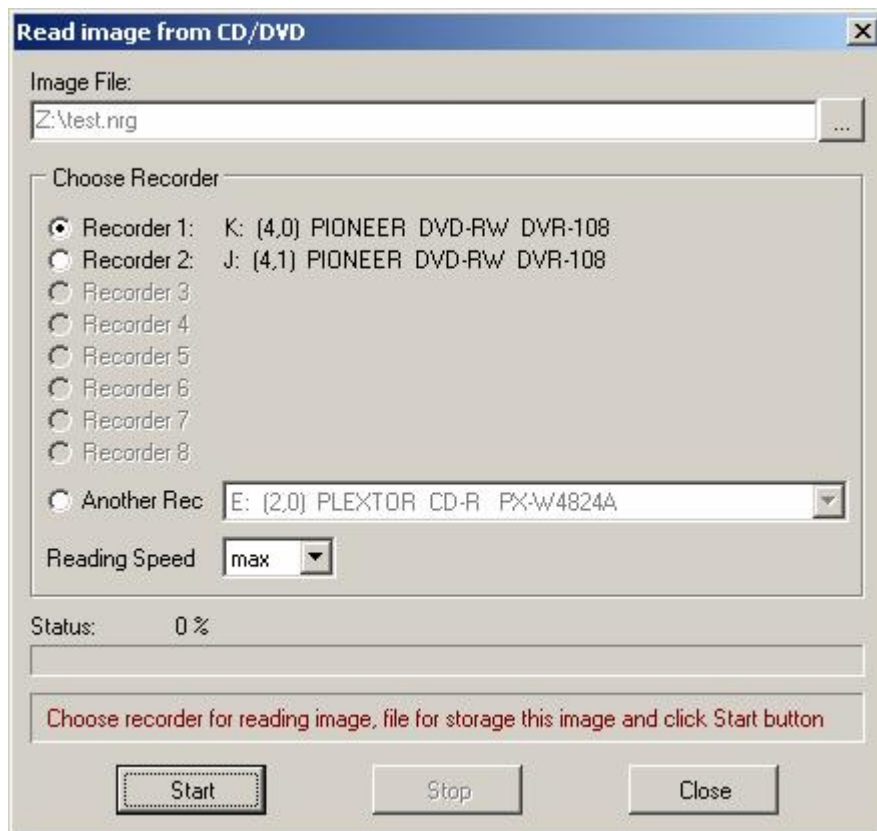 Read image from CD/DVD
Image File:
Z:\test.nrg
...
Choose Recorder
Recorder 1: K: (4,0) PIONEER DVD-RW DVR-108
Recorder 2: J: (4,1) PIONEER DVD-RW DVR-108
Recorder 3
Recorder 4
Recorder 5
Recorder 6
Recorder 7
Recorder 8
Another Rec E: (2,0) PLEXTOR CD-R PX-W4824A
Reading Speed max
Status: 0 %
Choose recorder for reading image, file for storage this image and click Start button
Start Stop Close